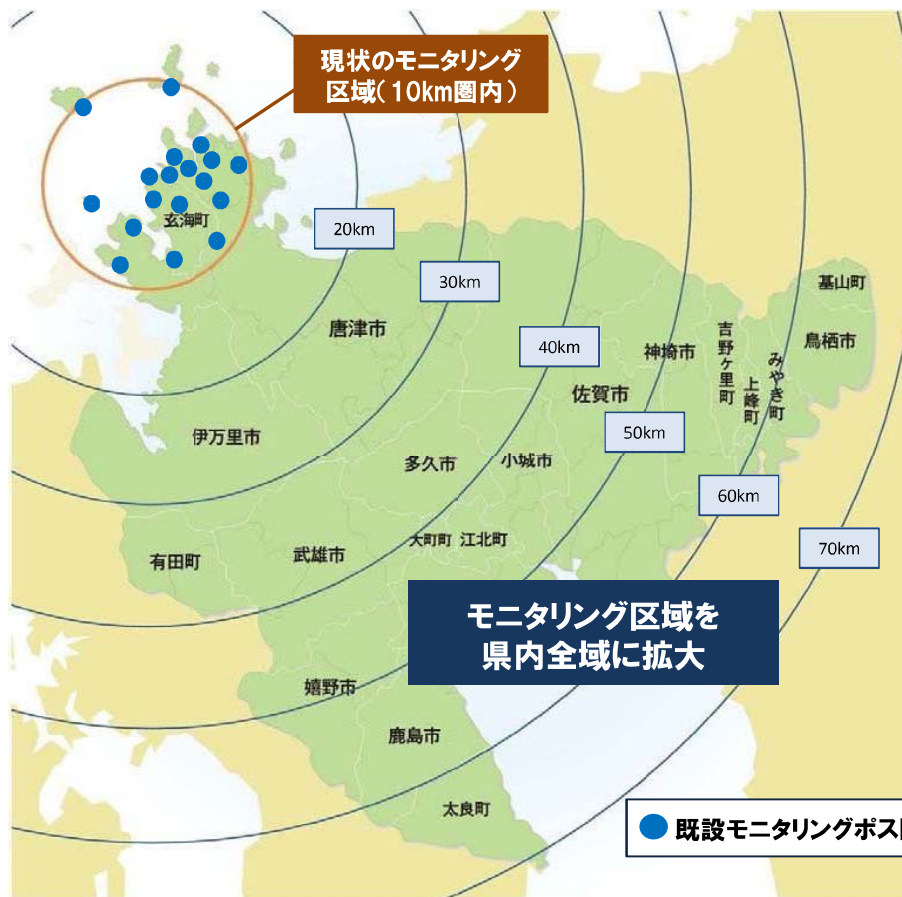 現状のモニタリング
区域(10km圏内)
玄海町
20km
30km
基山町
唐津市
40km
神埼市
吉野ヶ里町
上峰町
みやき町
鳥栖市
佐賀市
伊万里市
50km
多久市
小城市
60km
有田町
武雄市
大町町
江北町
70km
モニタリング区域を
県内全域に拡大
嬉野市
鹿島市
太良町
既設モニタリングポス